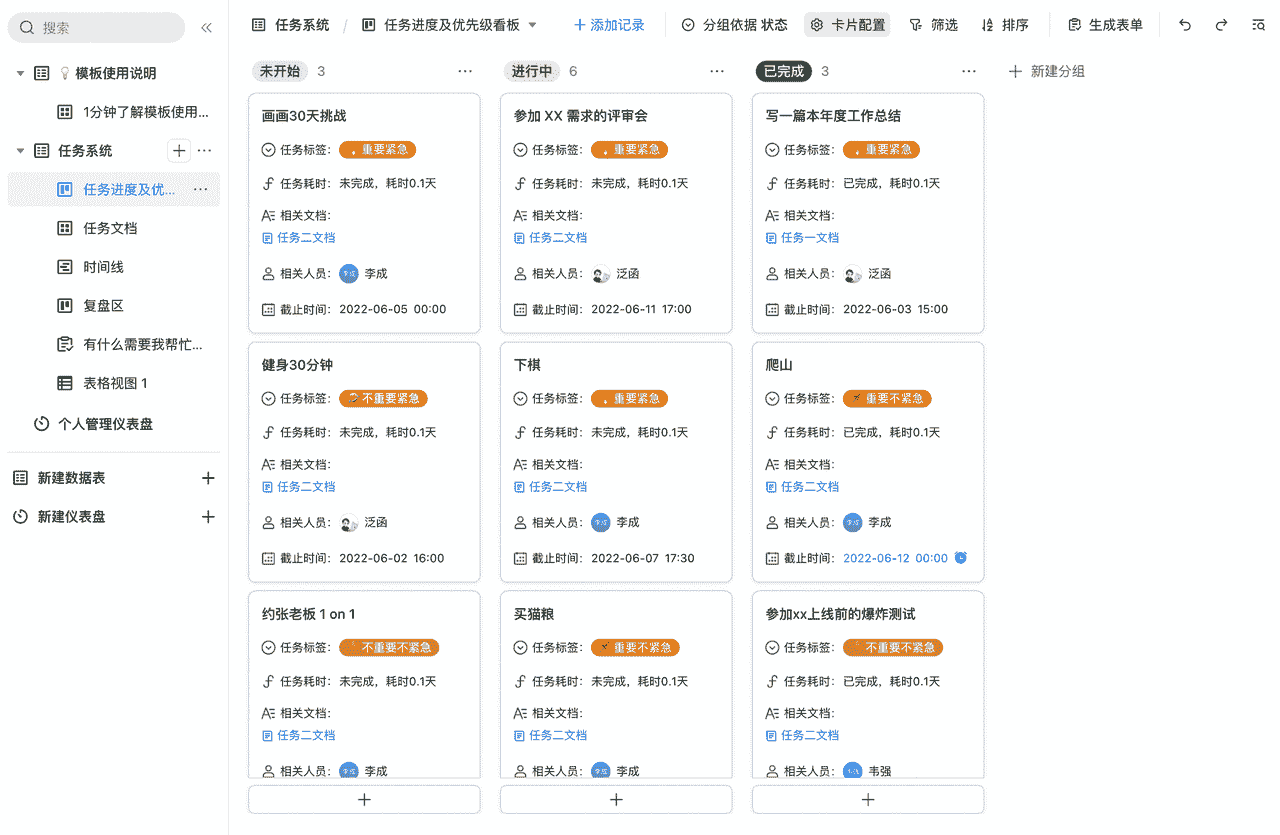 搜索
模板使用说明
1分钟了解模板使用...
任务系统
任务进度及优...
任务文档
时间线
复盘区
有什么需要我帮忙...
表格视图 1
个人管理仪表盘
新建数据表
新建仪表盘
任务系统 / 任务进度及优先级看板
添加记录
分组依据 状态
卡片配置
筛选
排序
生成表单
未开始 3
画画30天挑战
任务标签: 重要紧急
任务耗时: 未完成，耗时0.1天
相关文档:
任务二文档
相关人员: 李成
截止时间: 2022-06-05 00:00
健身30分钟
任务标签: 不重要紧急
任务耗时: 未完成，耗时0.1天
相关文档:
任务二文档
相关人员: 泛函
截止时间: 2022-06-02 16:00
约张老板 1 on 1
任务标签: 不重要不紧急
任务耗时: 未完成，耗时0.1天
相关文档:
任务二文档
相关人员: 李成
进行中 6
参加 XX 需求的评审会
任务标签: 重要紧急
任务耗时: 未完成，耗时0.1天
相关文档:
任务二文档
相关人员: 泛函
截止时间: 2022-06-11 17:00
下棋
任务标签: 重要紧急
任务耗时: 未完成，耗时0.1天
相关文档:
任务二文档
相关人员: 李成
截止时间: 2022-06-07 17:30
买猫粮
任务标签: 重要不紧急
任务耗时: 未完成，耗时0.1天
相关文档:
任务二文档
相关人员: 李成
已完成 3
写一篇本年度工作总结
任务标签: 重要紧急
任务耗时: 已完成，耗时0.1天
相关文档:
任务一文档
相关人员: 泛函
截止时间: 2022-06-03 15:00
爬山
任务标签: 重要不紧急
任务耗时: 已完成，耗时0.1天
相关文档:
任务二文档
相关人员: 李成
截止时间: 2022-06-12 00:00
参加xx上线前的爆炸测试
任务标签: 不重要不紧急
任务耗时: 已完成，耗时0.1天
相关文档:
任务二文档
相关人员: 韦强
新建分组